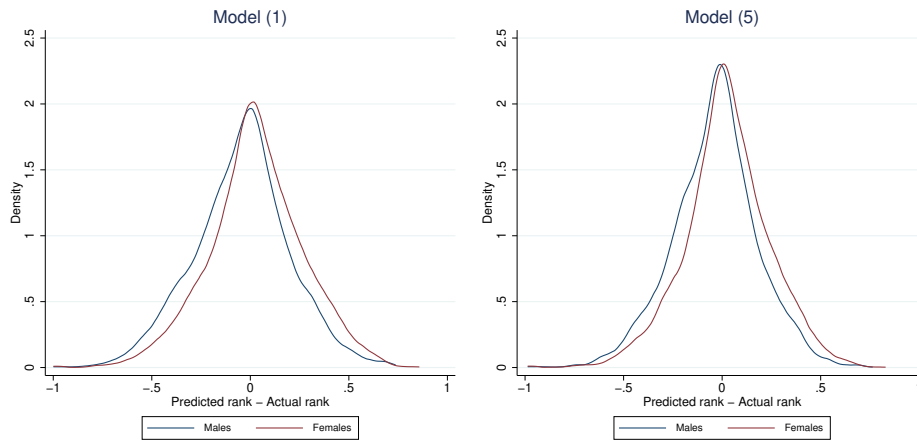 Model (1)
2.5
2
1.5
1
.5
0
Density
−1
−.5
0
.5
1
Predicted rank − Actual rank
Males
Females
Model (5)
2.5
2
1.5
1
.5
0
Density
−1
−.5
0
.5
1
Predicted rank − Actual rank
Males
Females